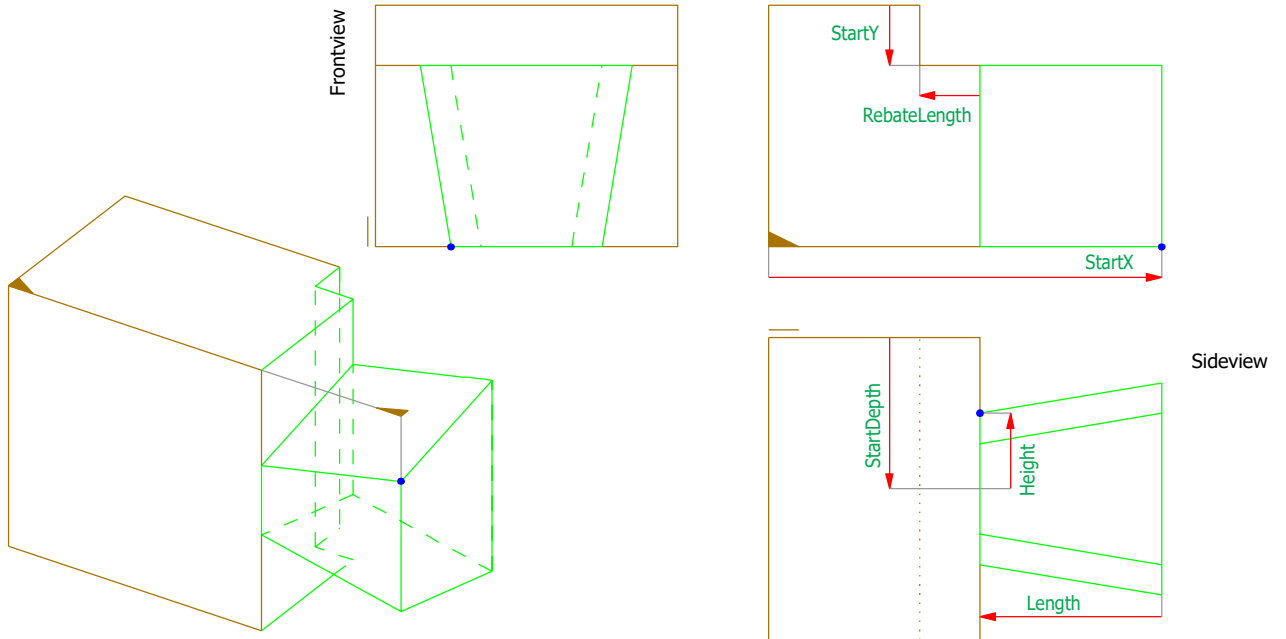 Frontview
StartY
RebateLength
StartX
Sideview
StartDepth
Height
Length